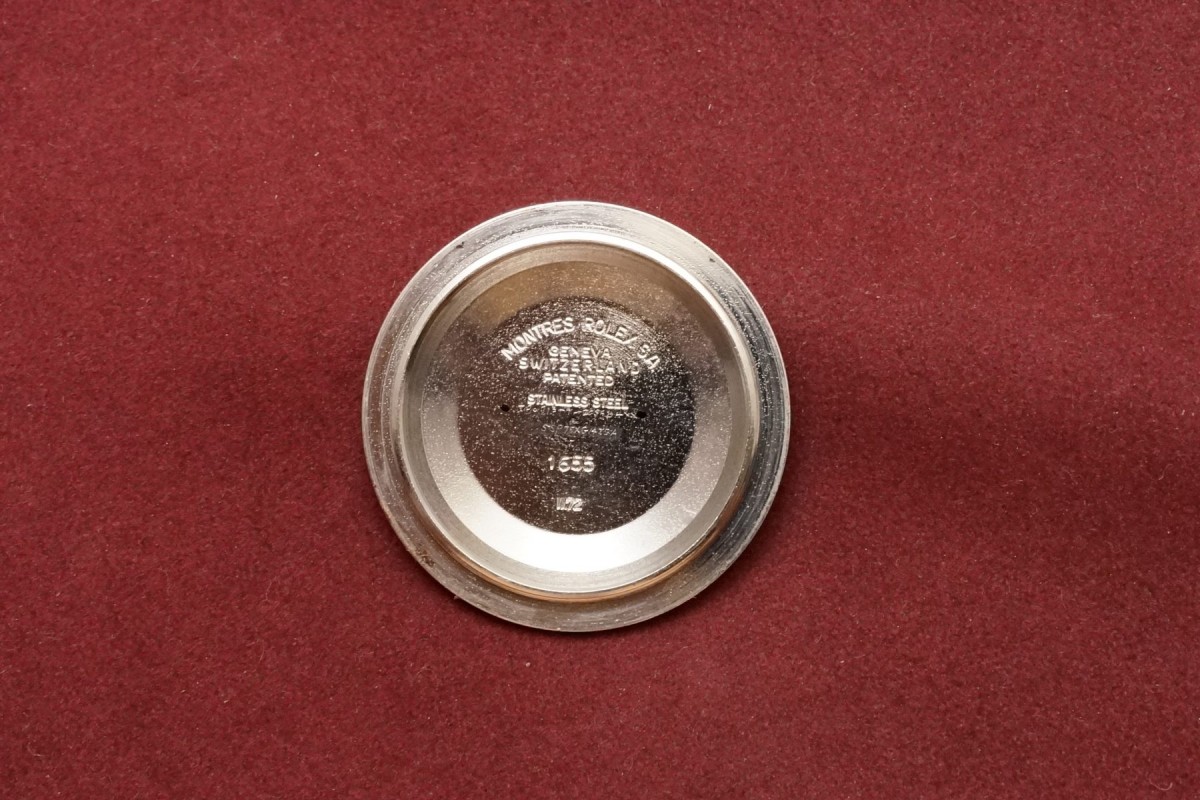 MONTRES ROLEX SA
GENEVA
SWITZERLAND
PATENTED
STAINLESS STEEL
1655